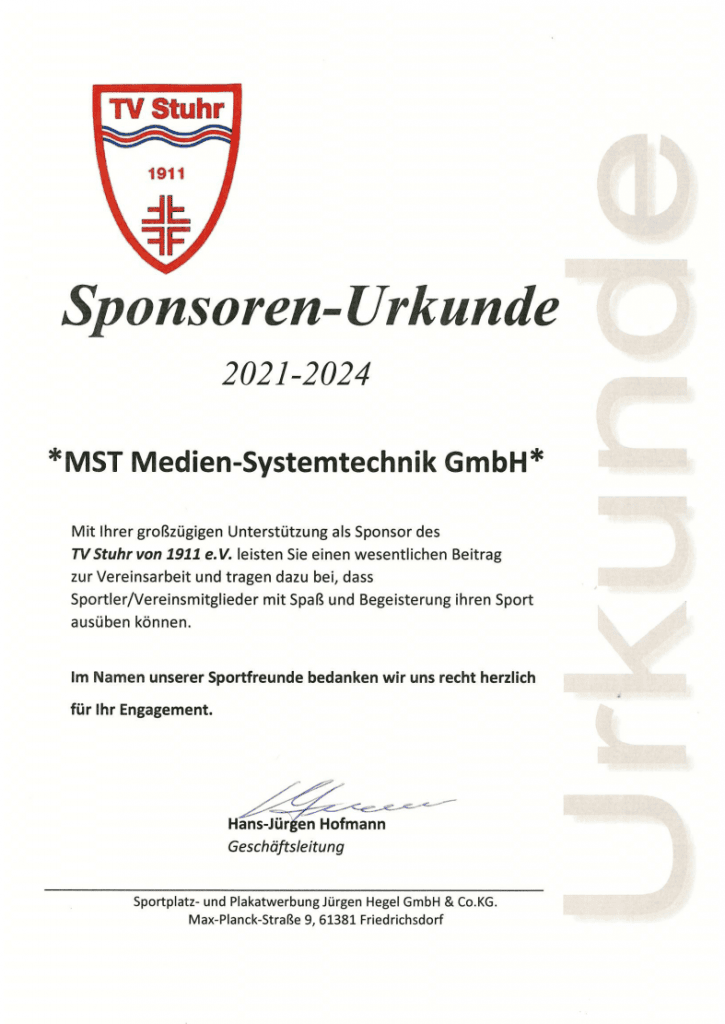 TV Stuhr
1911
Sponsoren-Urkunde
2021-2024
*MST Medien-Systemtechnik GmbH*
Mit Ihrer großzügigen Unterstützung als Sponsor des
TV Stuhr von 1911 e.V. leisten Sie einen wesentlichen Beitrag
zur Vereinsarbeit und tragen dazu bei, dass
Sportler/Vereinsmitglieder mit Spaß und Begeisterung ihren Sport
ausüben können.
Im Namen unserer Sportfreunde bedanken wir uns recht herzlich
für Ihr Engagement.
Hans-Jürgen Hofmann
Geschäftsleitung
Sportplatz- und Plakatwerbung Jürgen Hegel GmbH & Co.KG.
Max-Planck-Straße 9, 61381 Friedrichsdorf
Urkunde